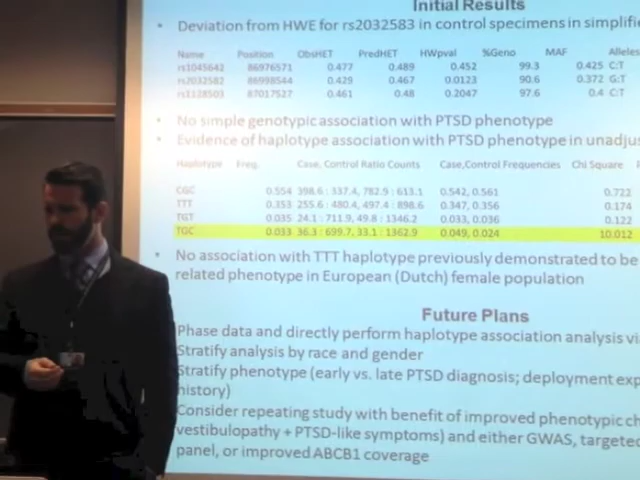 Initial Results
• Deviation from HWE for rs2032583 in control specimens in simplifie
Name Position ObsHET PredHET HWpval %Geno MAF Alleles
rs1045642 86976571 0.477 0.489 0.452 99.3 0.425 C:T
rs2032582 86998544 0.429 0.467 0.0123 90.6 0.372 G:T
rs1128503 87017527 0.461 0.48 0.2047 97.6 0.4 C:T
• No simple genotypic association with PTSD phenotype
• Evidence of haplotype association with PTSD phenotype in unadjus
Haplotype Freq. Case, Control Ratio Counts Case,Control Frequencies Chi Square
CGC 0.554 398.6 : 337.4, 782.9 : 613.1 0.542, 0.561 0.722
TTT 0.353 255.6 : 480.4, 497.4 : 898.6 0.347, 0.356 0.174
TGT 0.035 24.1 : 711.9, 49.8 : 1346.2 0.033, 0.036 0.122
TGC 0.033 36.3 : 699.7, 33.1 : 1362.9 0.049, 0.024 10.012
• No association with TTT haplotype previously demonstrated to be
related phenotype in European (Dutch) female population
Future Plans
Phase data and directly perform haplotype association analysis vi
Stratify analysis by race and gender
Stratify phenotype (early vs. late PTSD diagnosis; deployment exp
history)
Consider repeating study with benefit of improved phenotypic ch
vestibulopathy + PTSD-like symptoms) and either GWAS, targeted
panel, or improved ABCB1 coverage